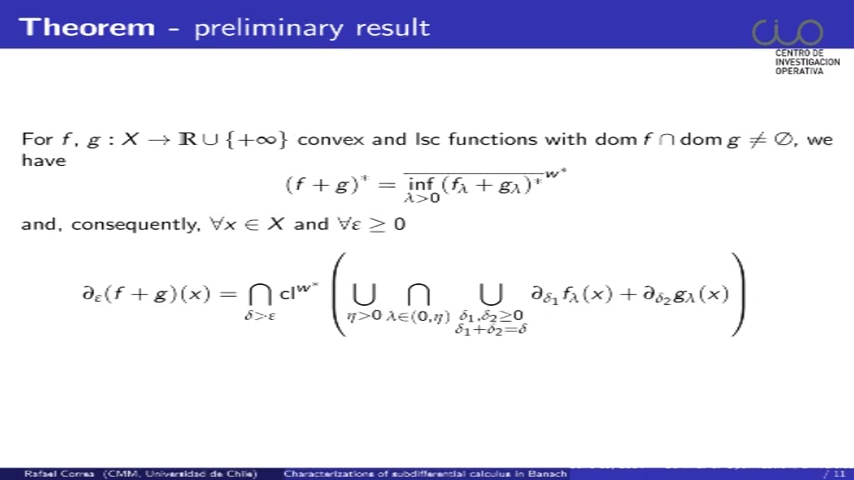 Theorem - preliminary result
CIO
CENTRO DE
INVESTIGACION
OPERATIVA
For f, g : X → ℝ ∪ {+∞} convex and lsc functions with dom f ∩ dom g ≠ ∅, we
have
(f + g)* = \overline{inf_{λ>0} (f_λ + g_λ)*}^{w*}
and, consequently, ∀x ∈ X and ∀ε ≥ 0
∂_ε(f + g)(x) = ⋂_{δ>ε} cl^{w*} ( ⋃_{η>0} ⋂_{λ∈(0,η)} ⋃_{δ₁,δ₂≥0, δ₁+δ₂=δ} ∂_{δ₁} f_λ(x) + ∂_{δ₂} g_λ(x) )
Rafael Correa (CMM, Universidad de Chile) Characterizations of subdifferential calculus in Banach / 11